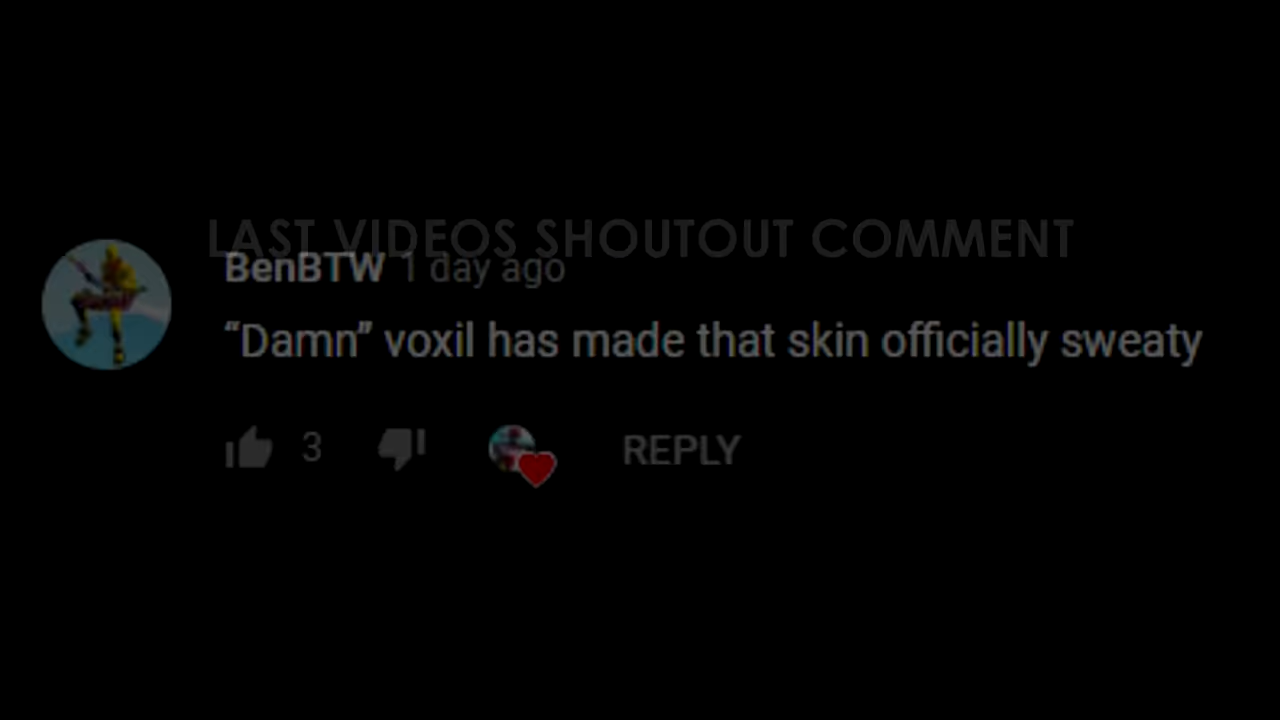 LAST VIDEOS SHOUTOUT COMMENT
BenBTW 1 day ago
“Damn” voxil has made that skin officially sweaty
3 REPLY